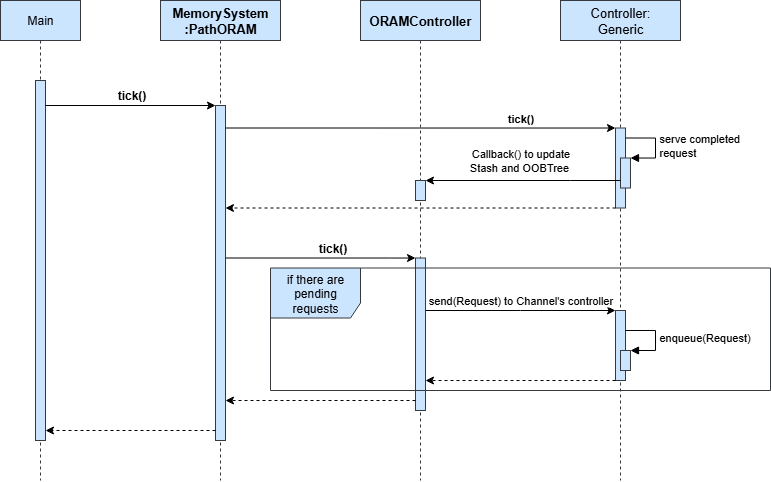 Main
MemorySystem
:PathORAM
ORAMController
Controller:
Generic
tick()
tick()
serve completed
request
Callback() to update
Stash and OOBTree
tick()
if there are
pending
requests
send(Request) to Channel's controller
enqueue(Request)